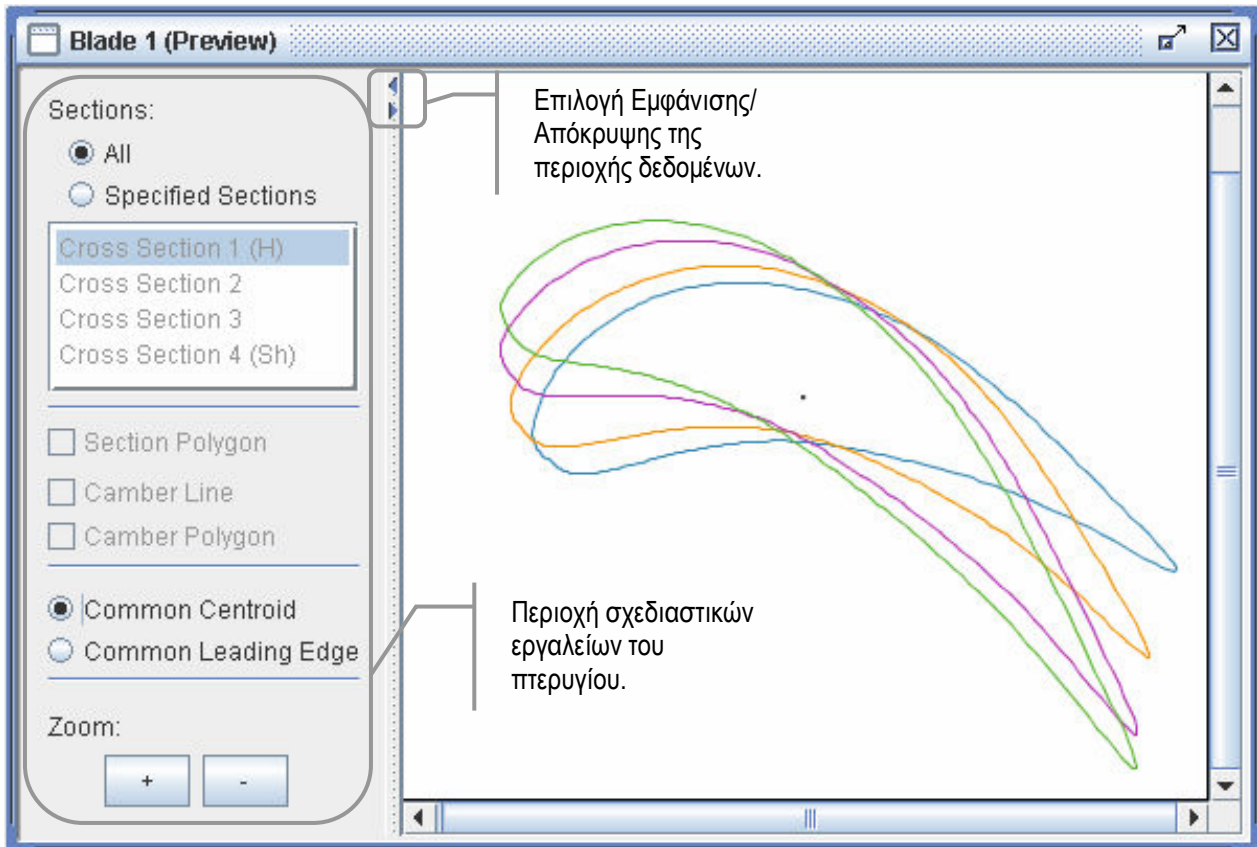 Blade 1 (Preview)
Sections:
All
Specified Sections
Cross Section 1 (H)
Cross Section 2
Cross Section 3
Cross Section 4 (Sh)
Section Polygon
Camber Line
Camber Polygon
Common Centroid
Common Leading Edge
Zoom:
+
-
Επιλογή Εμφάνισης/
Απόκρυψης της
περιοχής δεδομένων.
Περιοχή σχεδιαστικών
εργαλείων του
πτερυγίου.